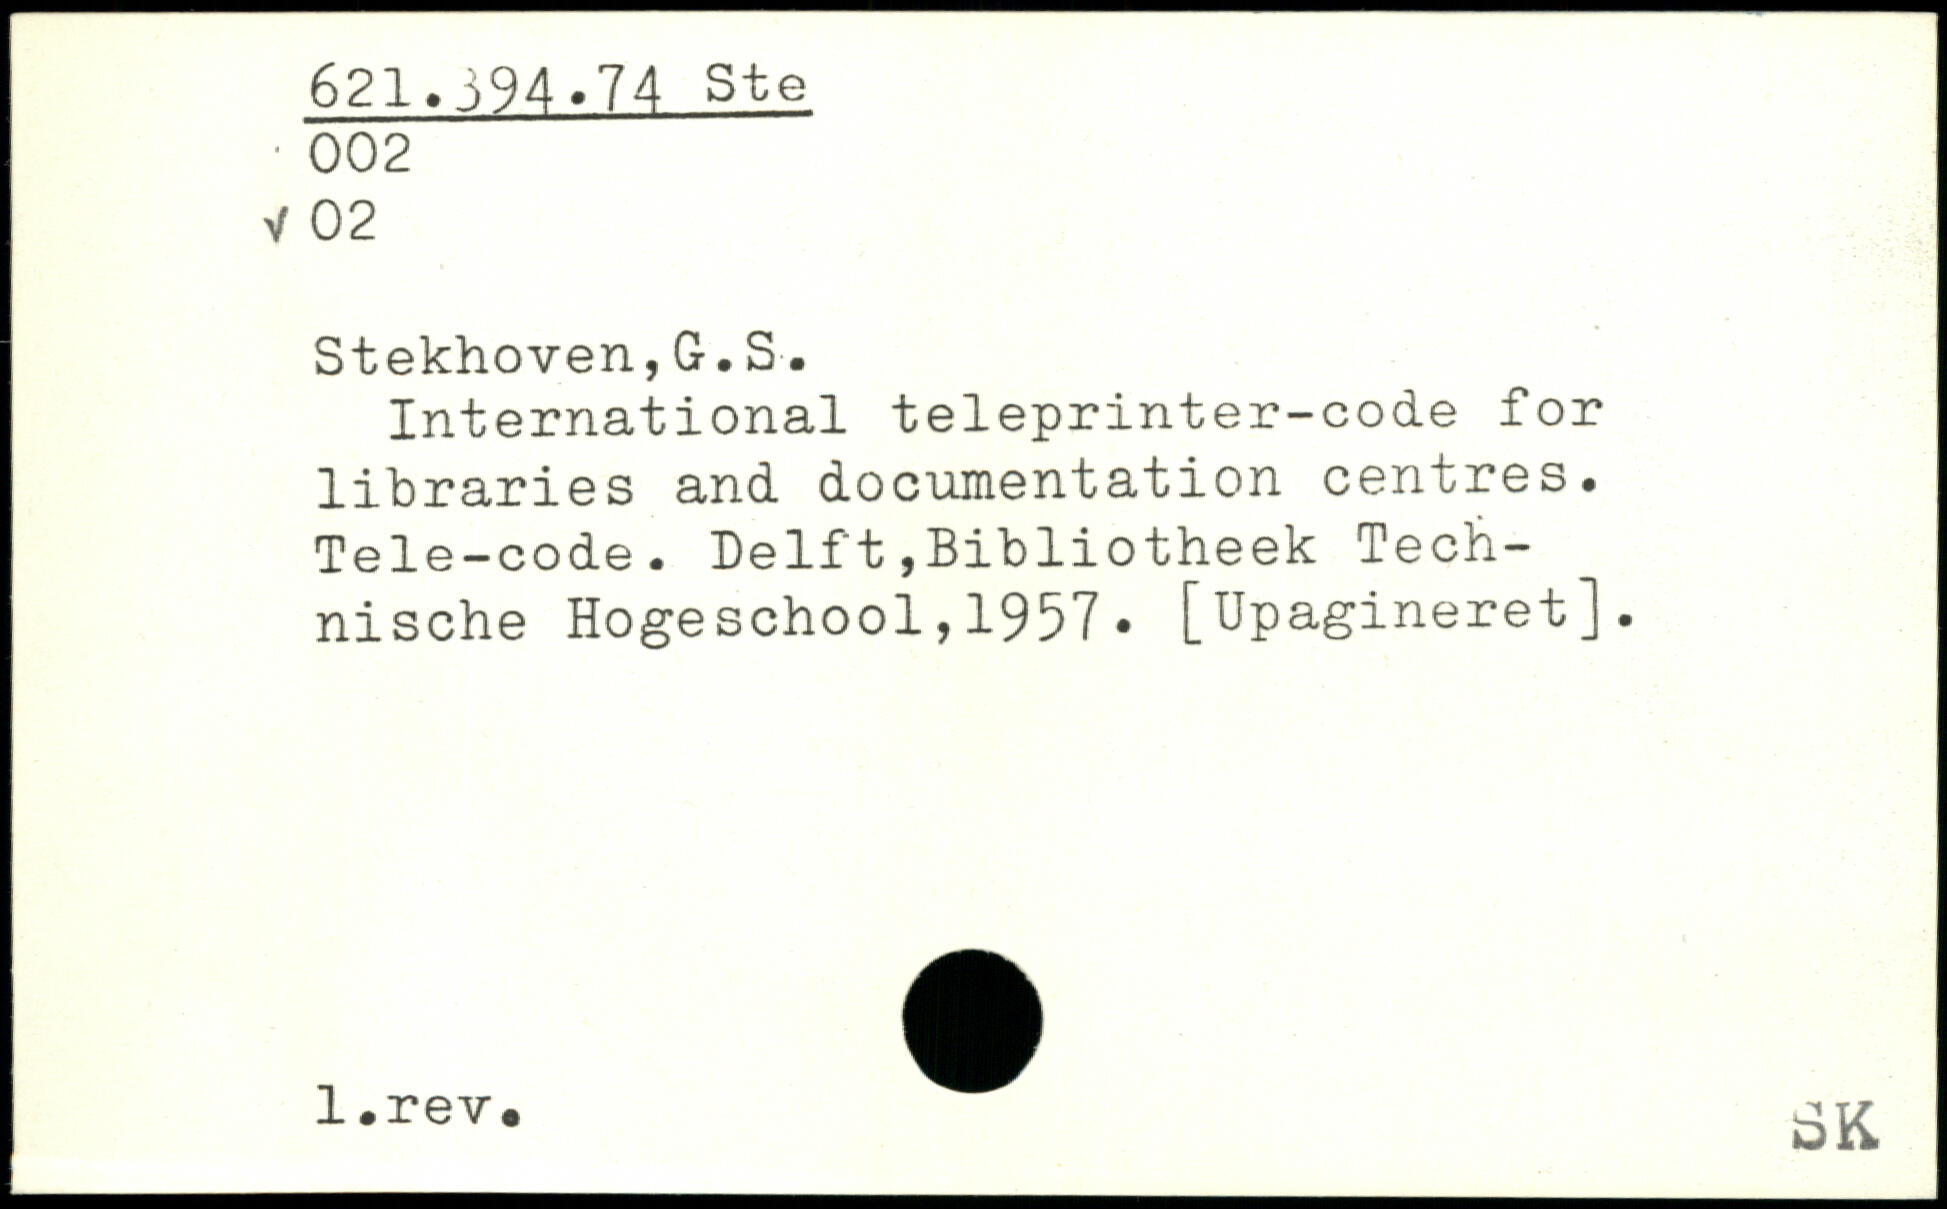 621.394.74 Ste
002
√ 02
Stekhoven,G.S.
International teleprinter-code for
libraries and documentation centres.
Tele-code. Delft,Bibliotheek Tech-
nische Hogeschool,1957. [Upagineret].
1.rev.
SK